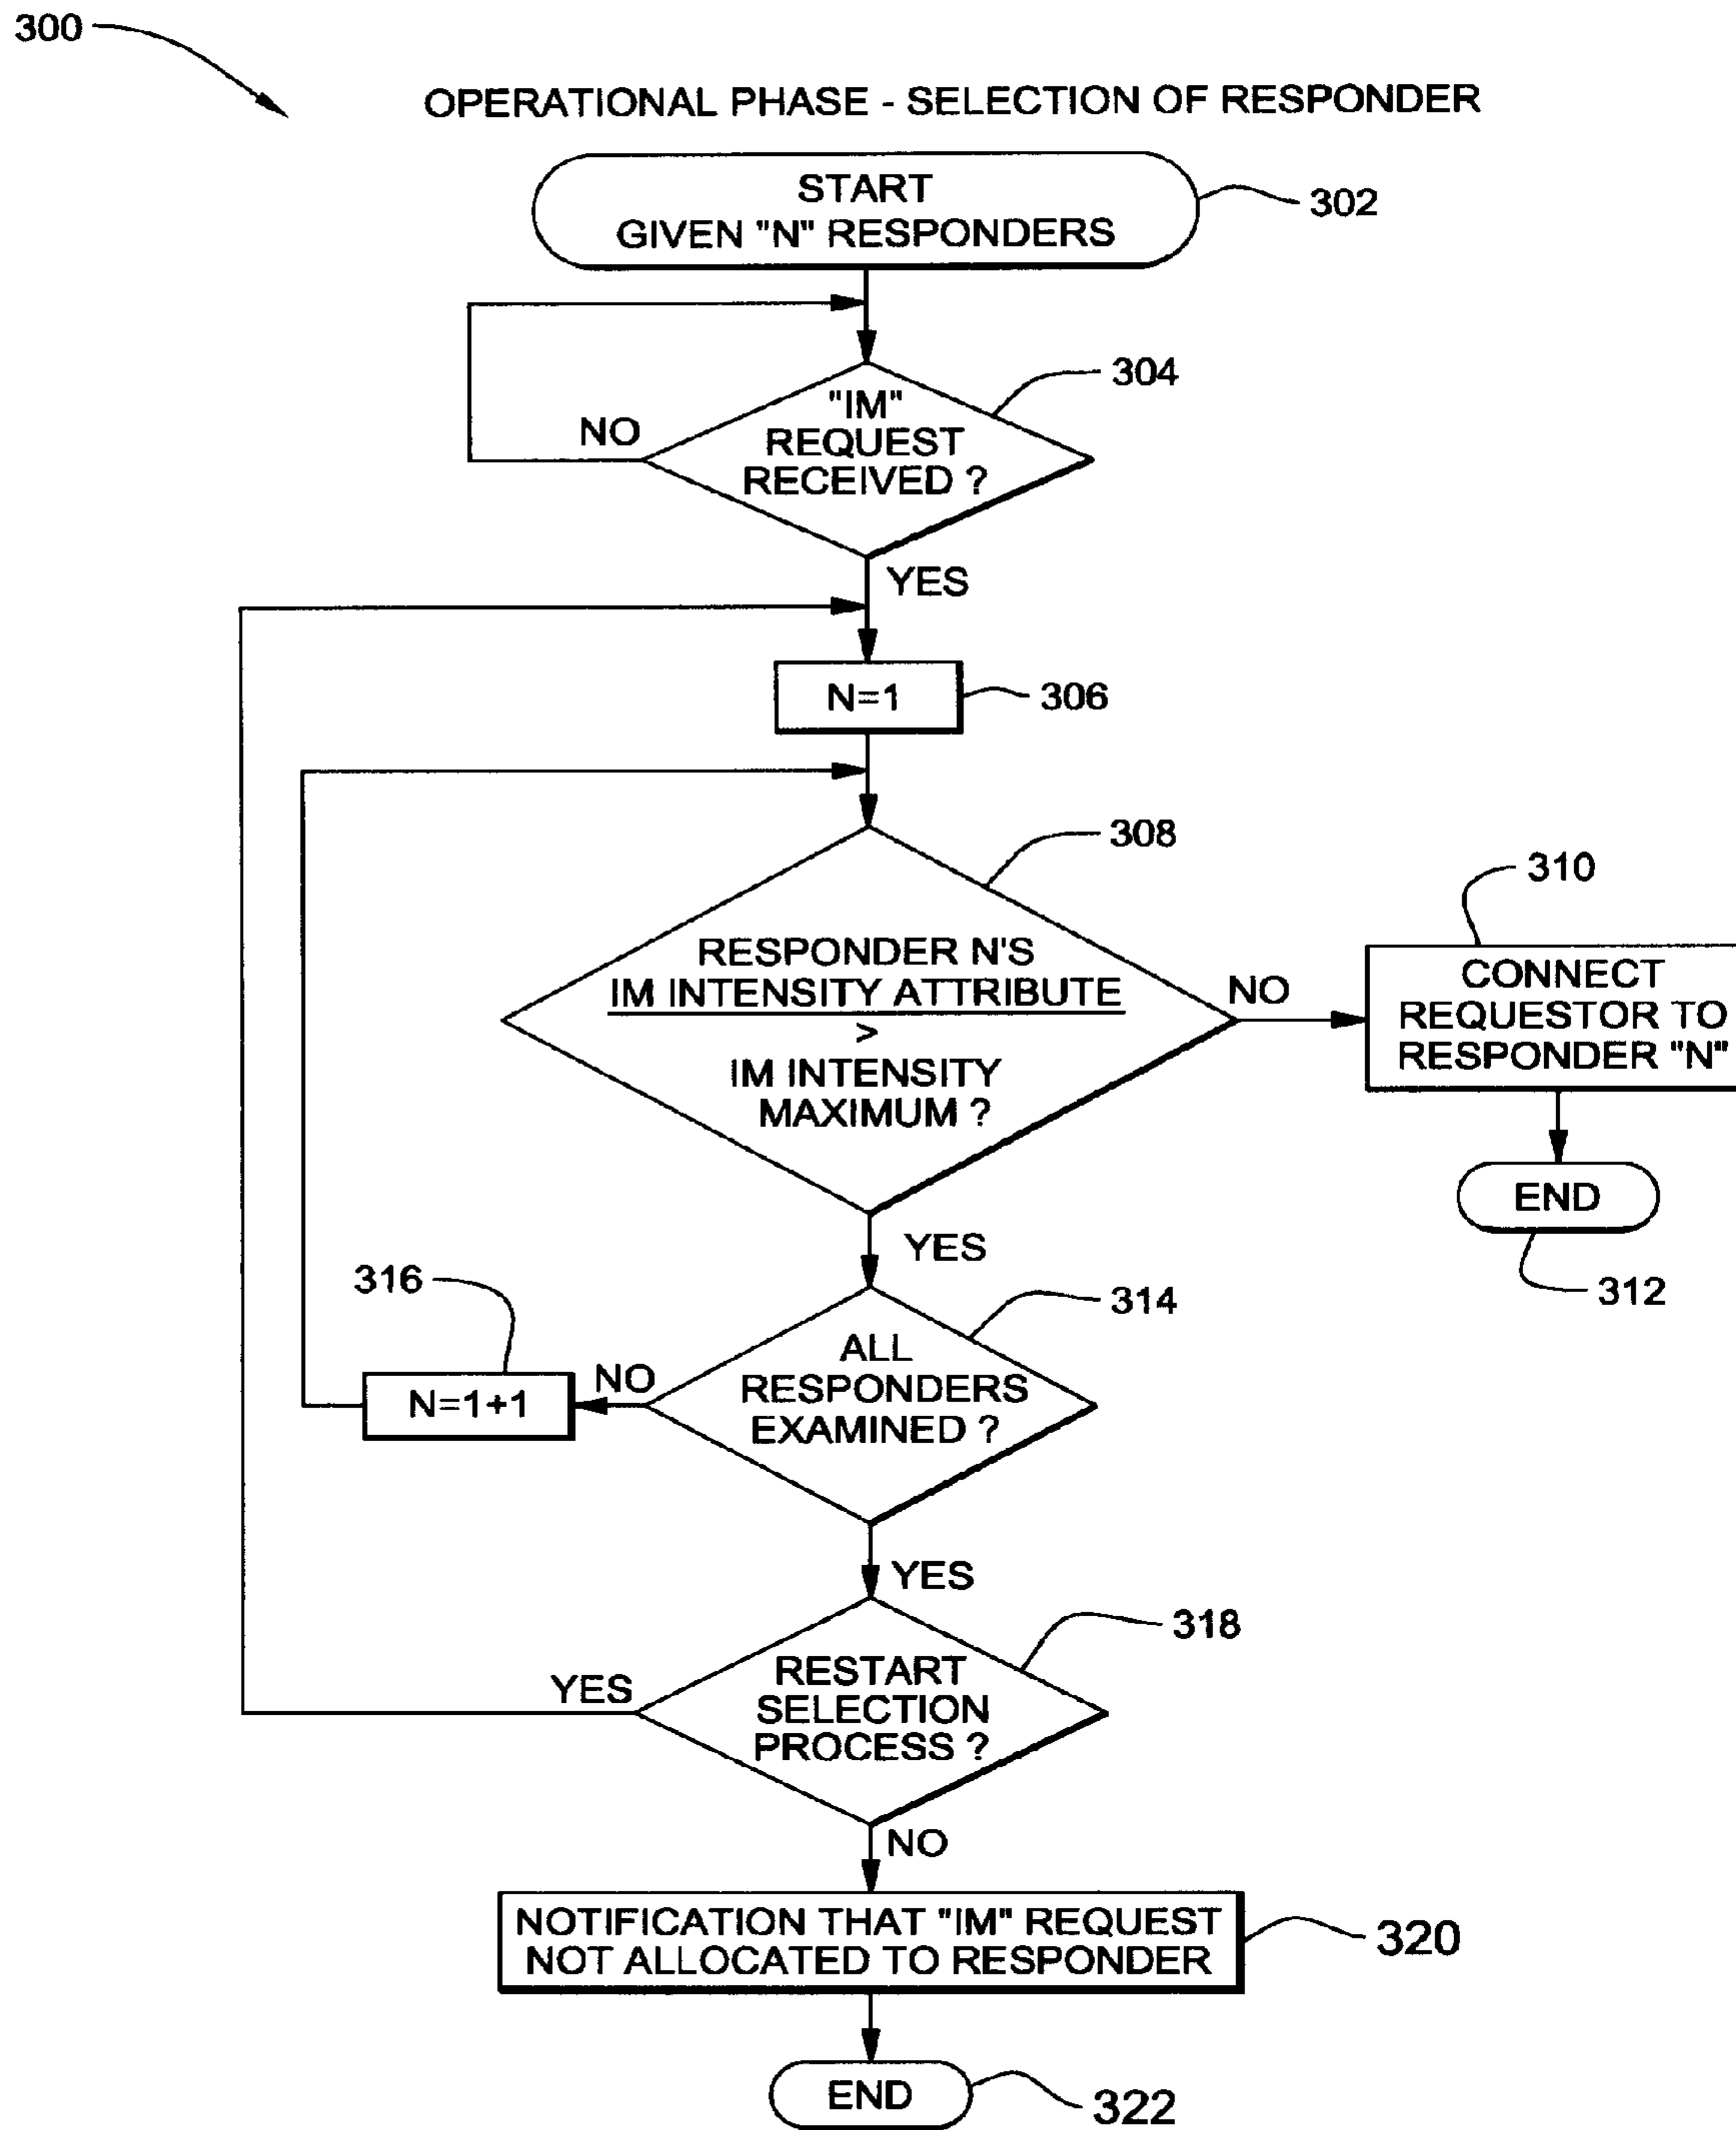 300
OPERATIONAL PHASE - SELECTION OF RESPONDER
START
GIVEN "N" RESPONDERS
302
"IM"
REQUEST
RECEIVED ?
304
NO
YES
N=1
306
308
RESPONDER N'S
IM INTENSITY ATTRIBUTE
>
IM INTENSITY
MAXIMUM ?
NO
310
CONNECT
REQUESTOR TO
RESPONDER "N"
END
312
YES
314
ALL
RESPONDERS
EXAMINED ?
NO
316
N=1+1
YES
318
RESTART
SELECTION
PROCESS ?
YES
NO
NOTIFICATION THAT "IM" REQUEST
NOT ALLOCATED TO RESPONDER
320
END
322